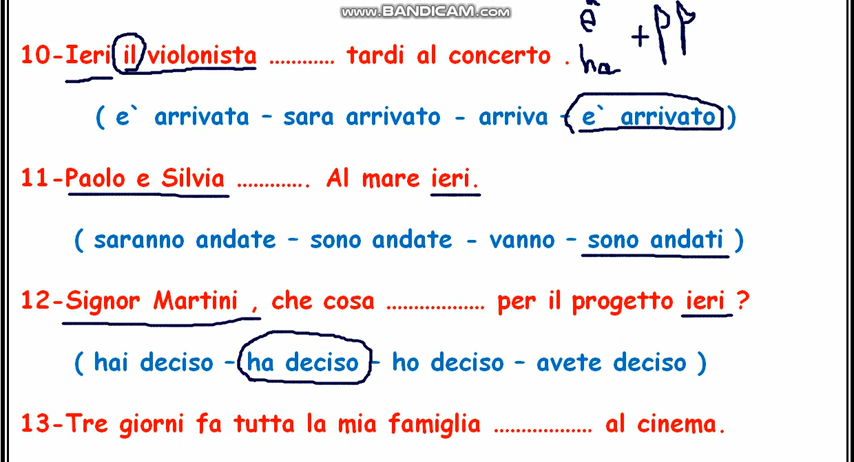 www.BANDICAM.com
10-Ieri il violonista ............. tardi al concerto .
è
ha
+PP
( e` arrivata – sara arrivato - arriva - e` arrivato )
11-Paolo e Silvia ............. Al mare ieri.
( saranno andate – sono andate - vanno – sono andati )
12-Signor Martini , che cosa ................... per il progetto ieri ?
( hai deciso - ha deciso - ho deciso – avete deciso )
13-Tre giorni fa tutta la mia famiglia ................... al cinema.